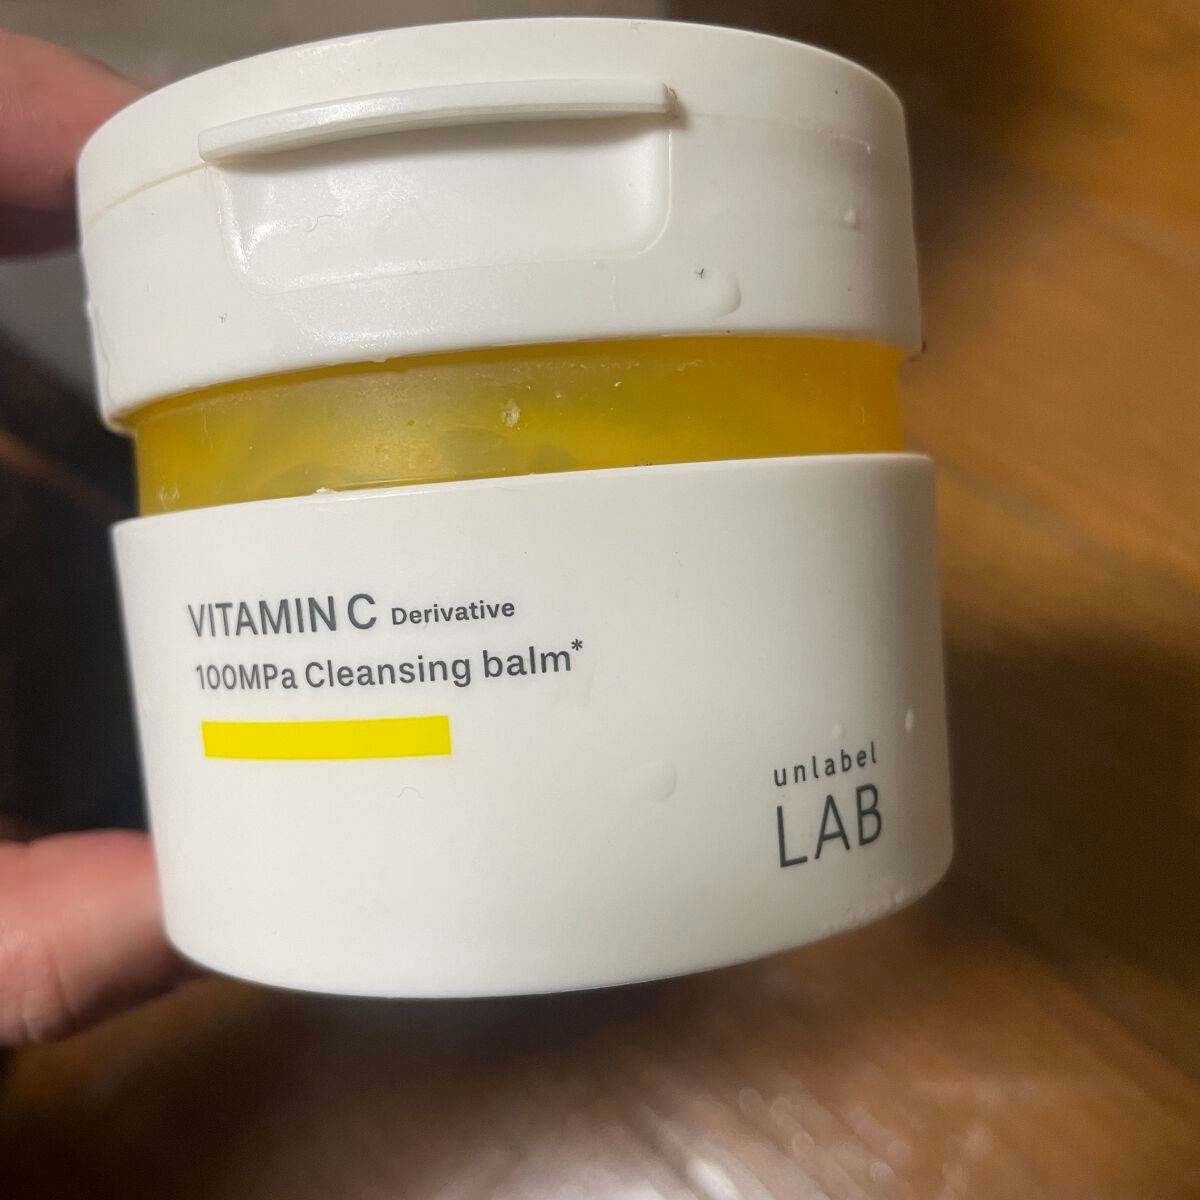 VITAMIN C Derivative
100MPa Cleansing balm*
unlabel
LAB